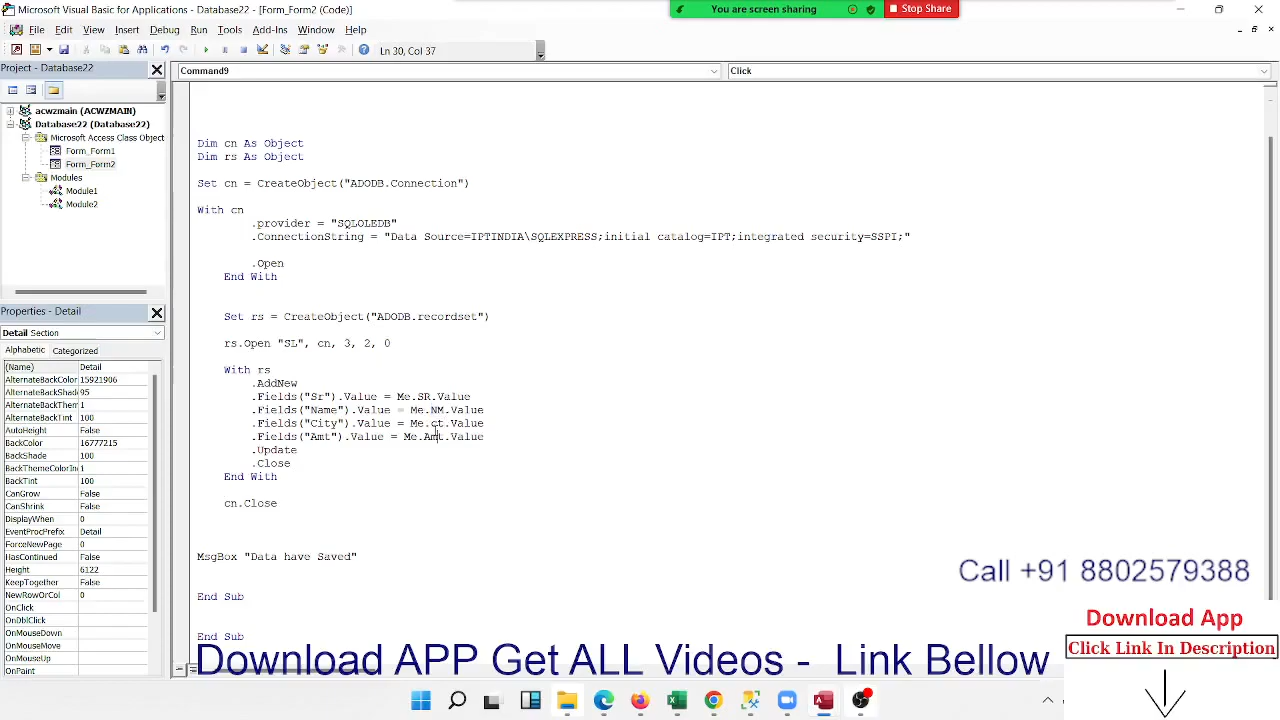 Microsoft Visual Basic for Applications - Database22 - [Form_Form2 (Code)]
You are screen sharing
Stop Share
File Edit View Insert Debug Run Tools Add-Ins Window Help
Ln 30, Col 37
Project - Database22
Command9
Click
acwzmain (ACWZMAIN)
Database22 (Database22)
Microsoft Access Class Object
Form_Form1
Form_Form2
Modules
Module1
Module2
Dim cn As Object
Dim rs As Object
Set cn = CreateObject("ADODB.Connection")
With cn
.provider = "SQLOLEDB"
.ConnectionString = "Data Source=IPTINDIA\SQLEXPRESS;initial catalog=IPT;integrated security=SSPI;"
.Open
End With
Set rs = CreateObject("ADODB.recordset")
rs.Open "SL", cn, 3, 2, 0
With rs
.AddNew
.Fields("Sr").Value = Me.SR.Value
.Fields("Name").Value = Me.NM.Value
.Fields("City").Value = Me.ct.Value
.Fields("Amt").Value = Me.Amt.Value
.Update
.Close
End With
cn.Close
MsgBox "Data have Saved"
End Sub
End Sub
Properties - Detail
Detail Section
Alphabetic Categorized
(Name) Detail
AlternateBackColor 15921906
AlternateBackShade 95
AlternateBackTher 1
AlternateBackTint 100
AutoHeight False
BackColor 16777215
BackShade 100
BackThemeColorIn 1
BackTint 100
CanGrow False
CanShrink False
DisplayWhen 0
EventProcPrefix Detail
ForceNewPage 0
HasContinued False
Height 6122
KeepTogether False
NewRowOrCol 0
OnClick
OnDblClick
OnMouseDown
OnMouseMove
OnMouseUp
OnPaint
Call +91 8802579388
Download App
Click Link In Description
Download APP Get ALL Videos - Link Bellow